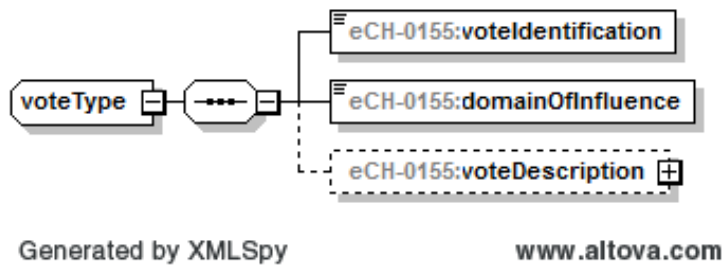 eCH-0155:voteIdentification
voteType
eCH-0155:domainOfInfluence
eCH-0155:voteDescription
Generated by XMLSpy
www.altova.com